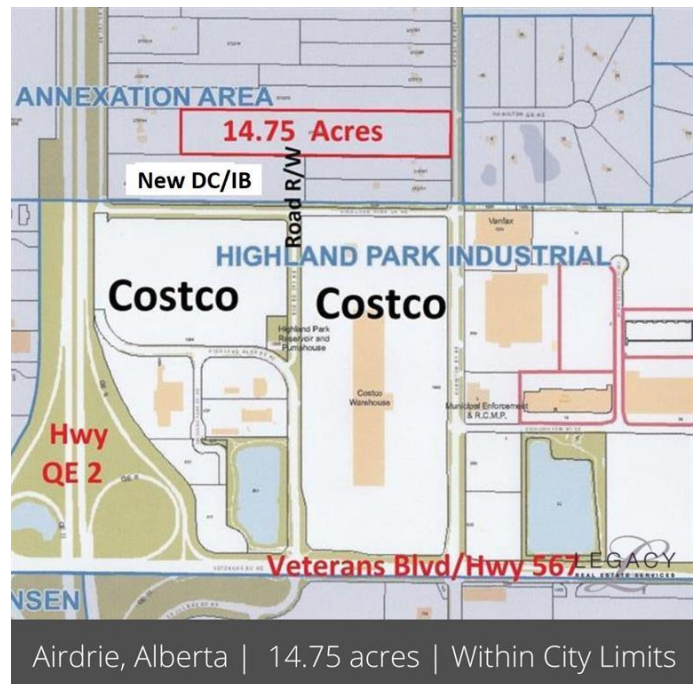 ANNEXATION AREA
14.75 Acres
New DC/IB
Road R/W
Vanfax
HIGHLAND PARK INDUSTRIAL
Costco
Costco
Highland Park
Reservoir and
Pumphouse
Costco
Warehouse
Municipal Enforcement
& R.C.M.P.
Hwy
QE 2
Veterans Blvd/Hwy 567
LEGACY
REAL ESTATE SERVICES
NSEN
Airdrie, Alberta | 14.75 acres | Within City Limits